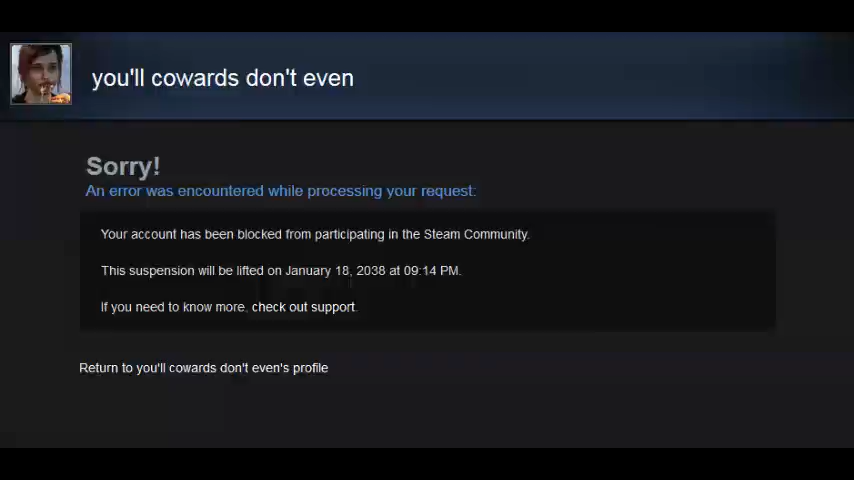 you'll cowards don't even
Sorry!
An error was encountered while processing your request:
Your account has been blocked from participating in the Steam Community.
This suspension will be lifted on January 18, 2038 at 09:14 PM.
If you need to know more, check out support.
Return to you'll cowards don't even's profile